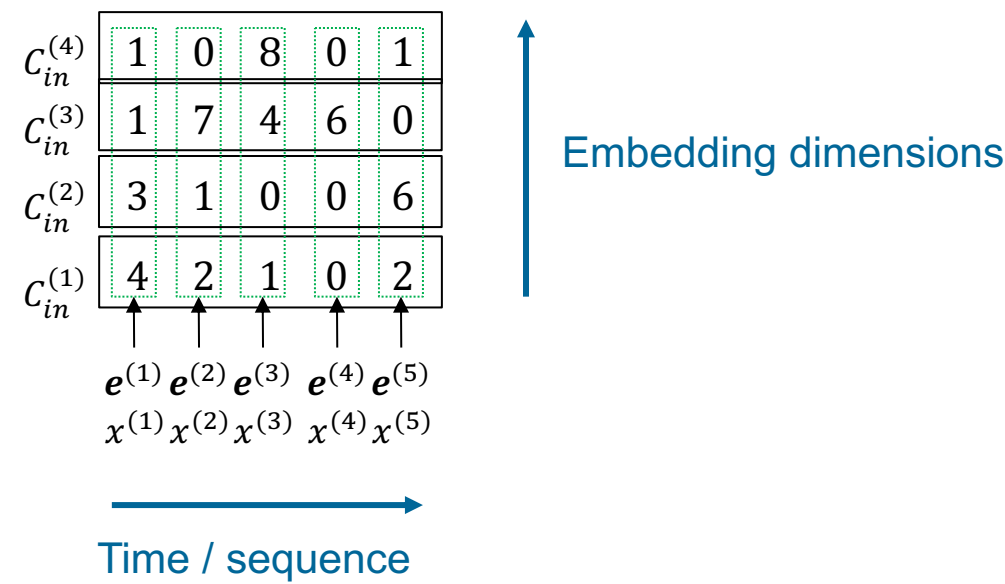 C_in^(4) 1 0 8 0 1
C_in^(3) 1 7 4 6 0
Embedding dimensions
C_in^(2) 3 1 0 0 6
C_in^(1) 4 2 1 0 2
e^(1) e^(2) e^(3) e^(4) e^(5)
x^(1) x^(2) x^(3) x^(4) x^(5)
Time / sequence